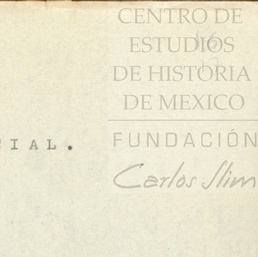 CENTRO DE
ESTUDIOS
DE HISTORIA
DE MEXICO
FUNDACIÓN
Carlos Slim
IAL.